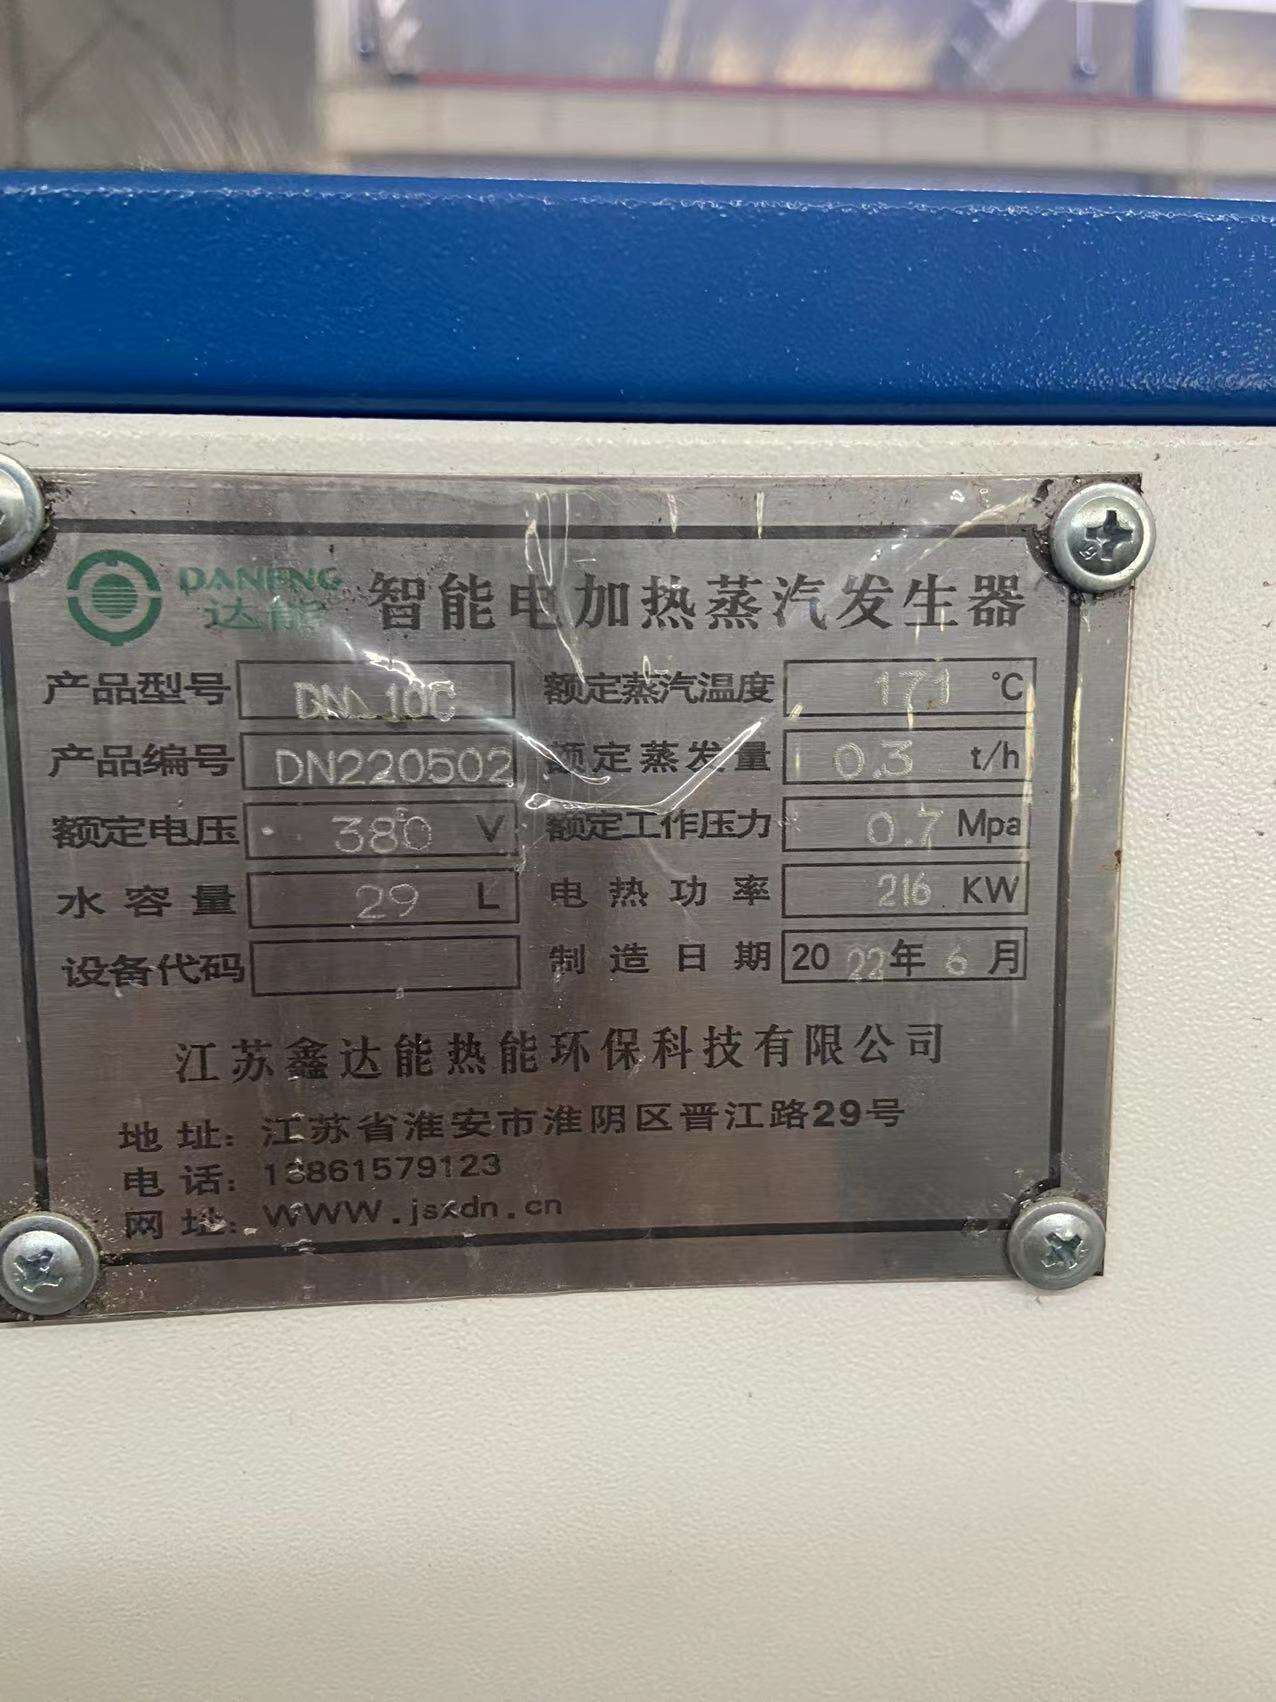 DANENG
达能
智能电加热蒸汽发生器
产品型号 额定蒸汽温度 171 ℃
产品编号 DN220502 额定蒸发量 0.3 t/h
额定电压 380 V 额定工作压力 0.7 Mpa
水容量 29 L 电热功率 216 KW
设备代码 制造日期 2022年6月
江苏鑫达能热能环保科技有限公司
地址：江苏省淮安市淮阴区晋江路29号
电话：13861579123
网址：WWW.jsxdn.cn